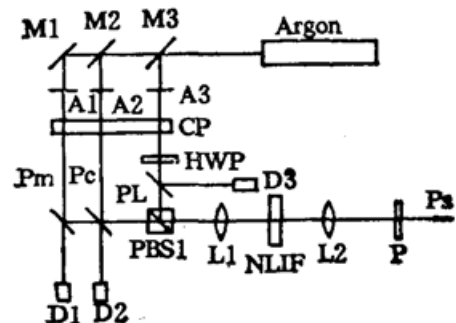 M1 M2 M3 Argon
A1 A2 A3
CP
HWP
Pm Pc PL D3
Ps
PBS1 L1 NLIF L2 P
D1 D2